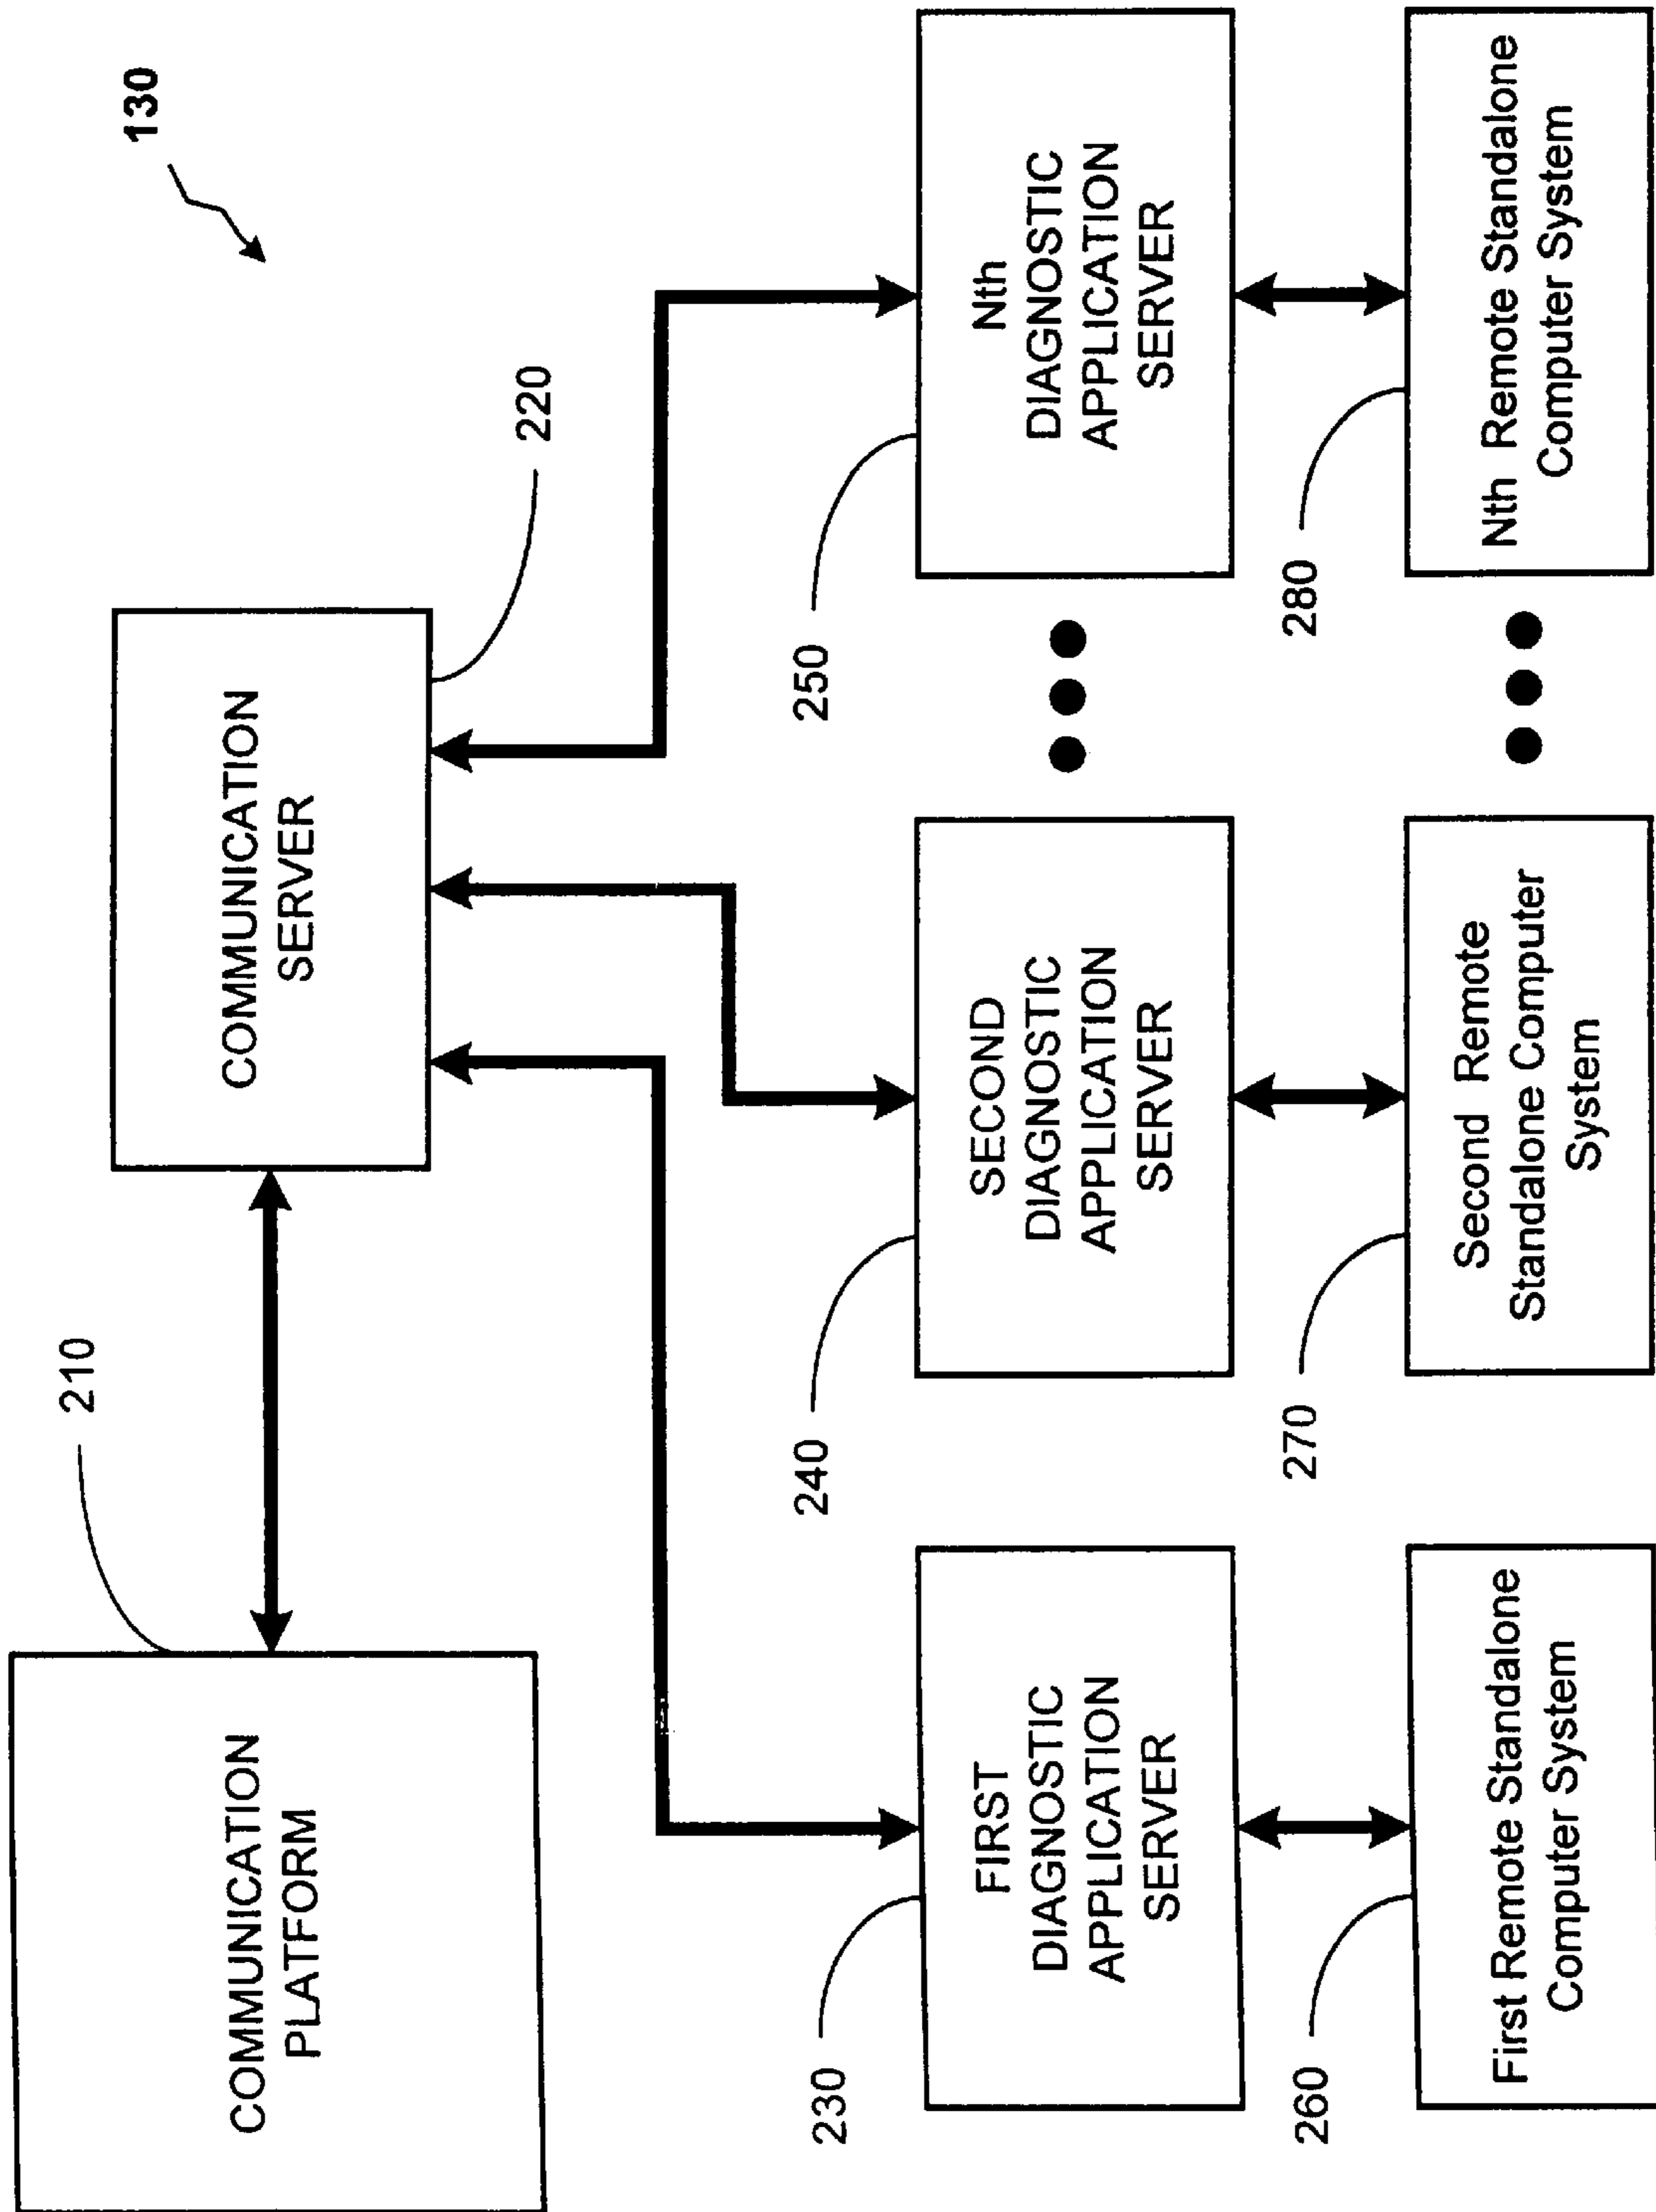 130
210
COMMUNICATION
PLATFORM
COMMUNICATION
SERVER
220
230
FIRST
DIAGNOSTIC
APPLICATION
SERVER
240
SECOND
DIAGNOSTIC
APPLICATION
SERVER
250
Nth
DIAGNOSTIC
APPLICATION
SERVER
260
First Remote Standalone
Computer System
270
Second Remote
Standalone Computer
System
280
Nth Remote Standalone
Computer System